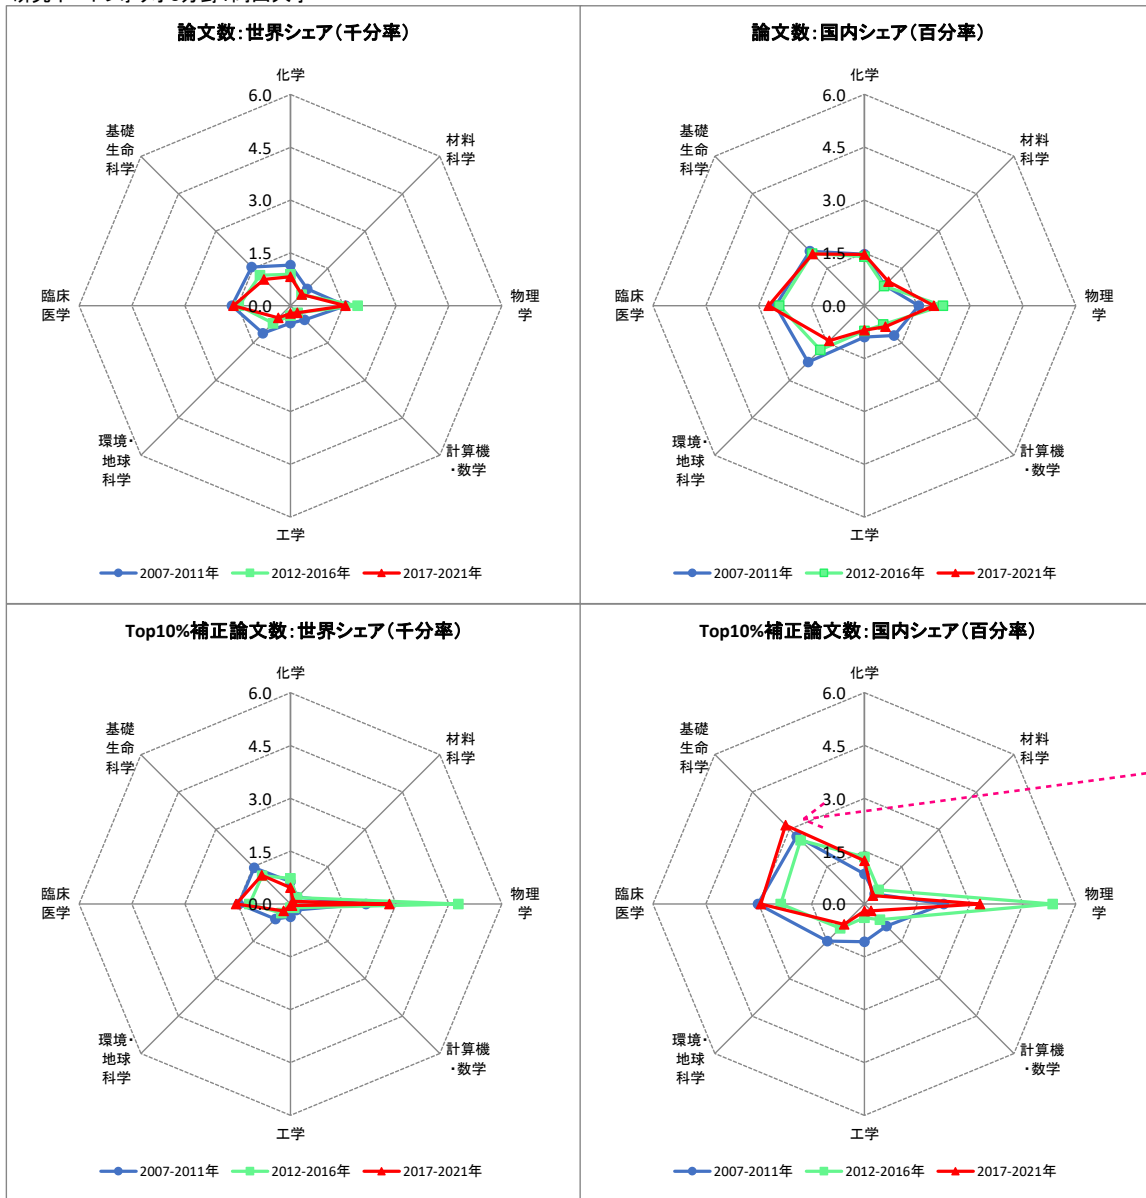 論文数：世界シェア（千分率）
化学
6.0
4.5
3.0
1.5
0.0
材料
科学
物理
学
計算機
・数学
工学
環境・
地球
科学
臨床
医学
基礎
生命
科学
2007-2011年 2012-2016年 2017-2021年
論文数：国内シェア（百分率）
化学
6.0
4.5
3.0
1.5
0.0
材料
科学
物理
学
計算機
・数学
工学
環境・
地球
科学
臨床
医学
基礎
生命
科学
2007-2011年 2012-2016年 2017-2021年
Top10%補正論文数：世界シェア（千分率）
化学
6.0
4.5
3.0
1.5
0.0
材料
科学
物理
学
計算機
・数学
工学
環境・
地球
科学
臨床
医学
基礎
生命
科学
2007-2011年 2012-2016年 2017-2021年
Top10%補正論文数：国内シェア（百分率）
化学
6.0
4.5
3.0
1.5
0.0
材料
科学
物理
学
計算機
・数学
工学
環境・
地球
科学
臨床
医学
基礎
生命
科学
2007-2011年 2012-2016年 2017-2021年